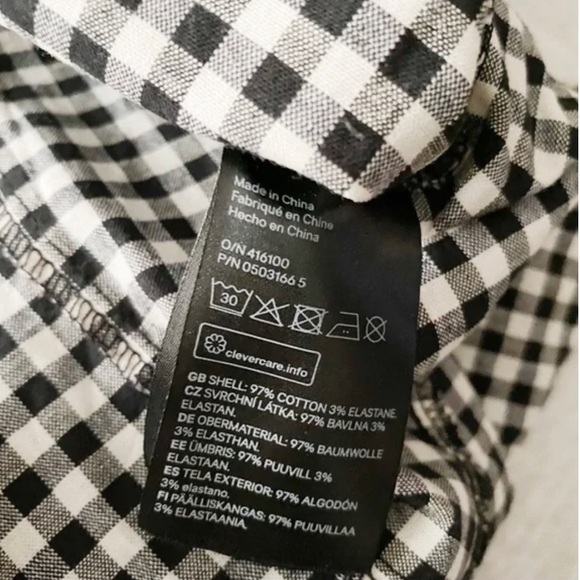 Made in China
Fabriqué en Chine
Hecho en China
O/N 416100
P/N 0503166 5
30
clevercare.info
GB SHELL: 97% COTTON 3% ELASTANE.
CZ SVRCHNÍ LÁTKA: 97% BAVLNA 3%
ELASTAN.
DE OBERMATERIAL: 97% BAUMWOLLE
3% ELASTHAN.
EE ÜMBRIS: 97% PUUVILL 3%
ELASTAAN.
ES TELA EXTERIOR: 97% ALGODÓN
3% elastano.
FI PÄÄLLISKANGAS: 97% PUUVILLAA
3% ELASTAANIA.